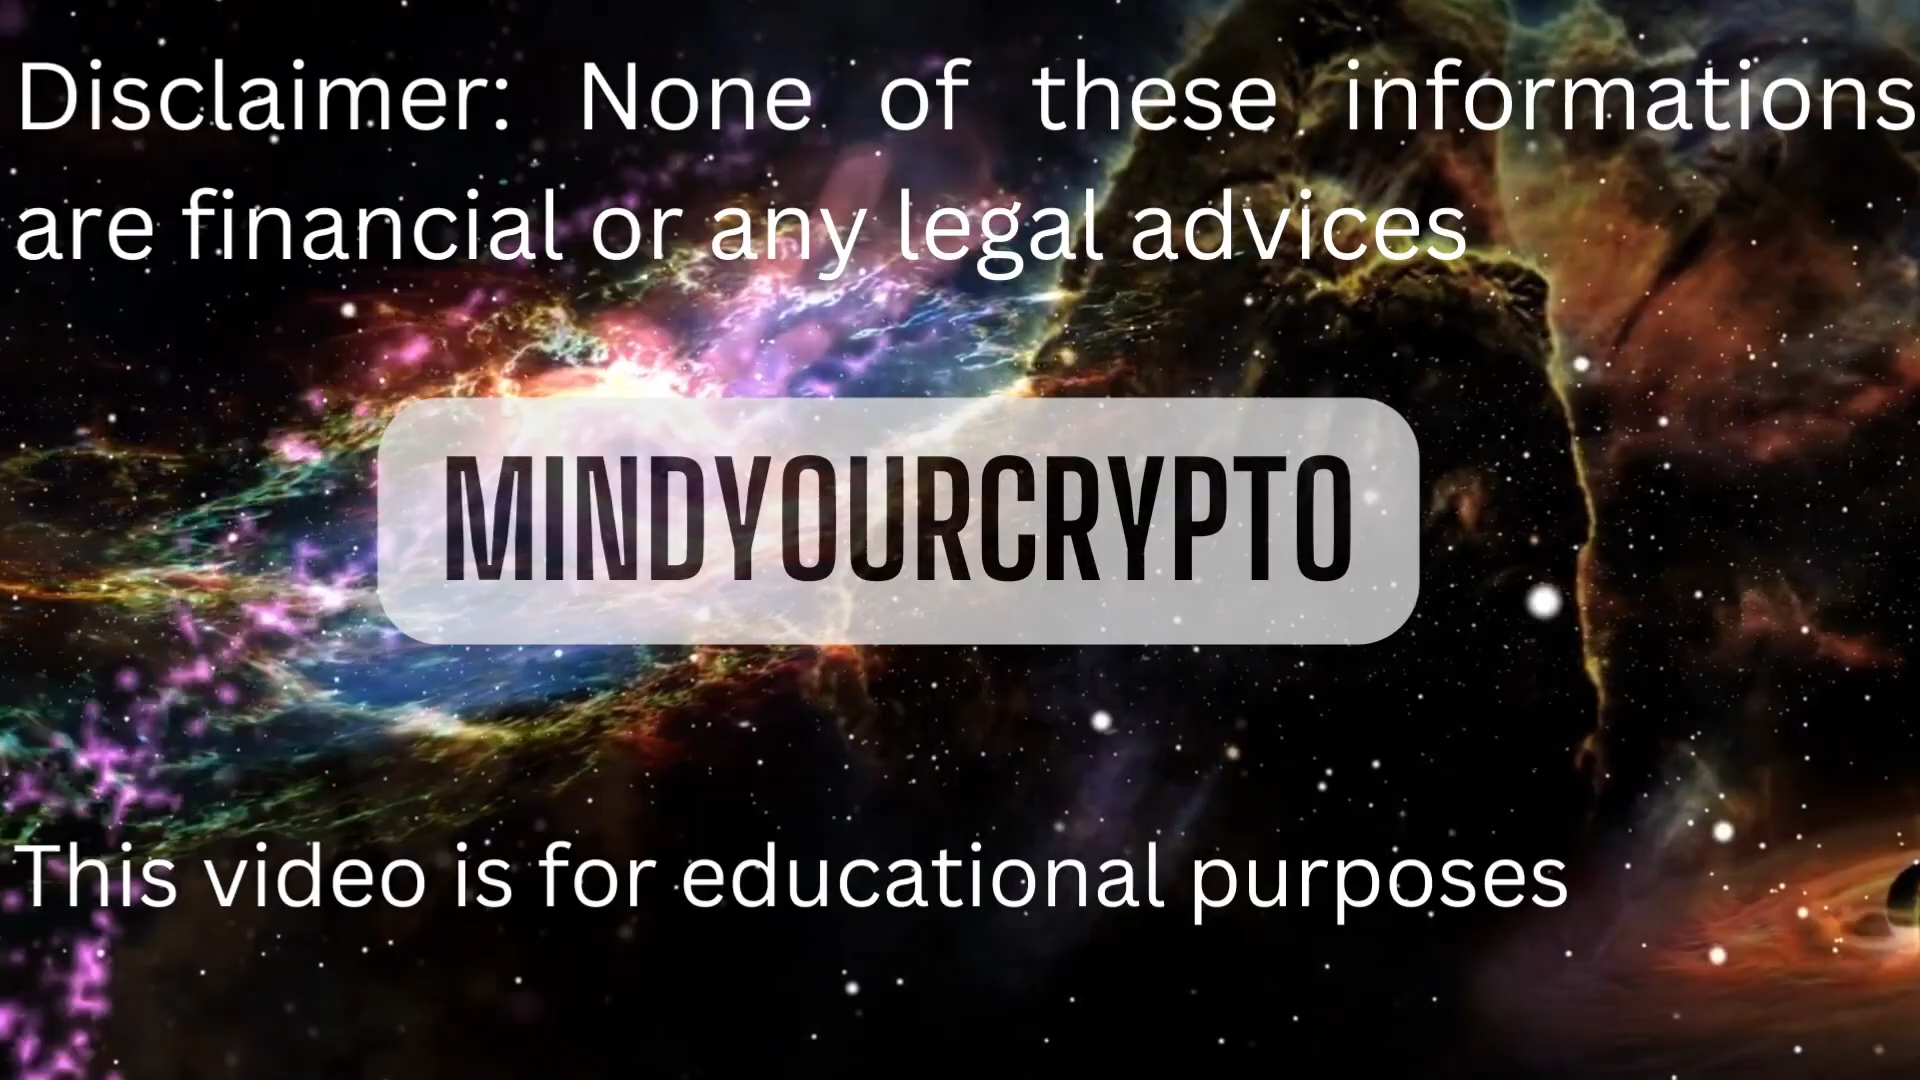 Disclaimer: None of these informations
are financial or any legal advices
MINDYOURCRYPTO
This video is for educational purposes